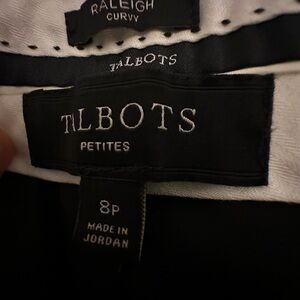 RALEIGH
CURVY
TALBOTS
TALBOTS
PETITES
8P
MADE IN
JORDAN